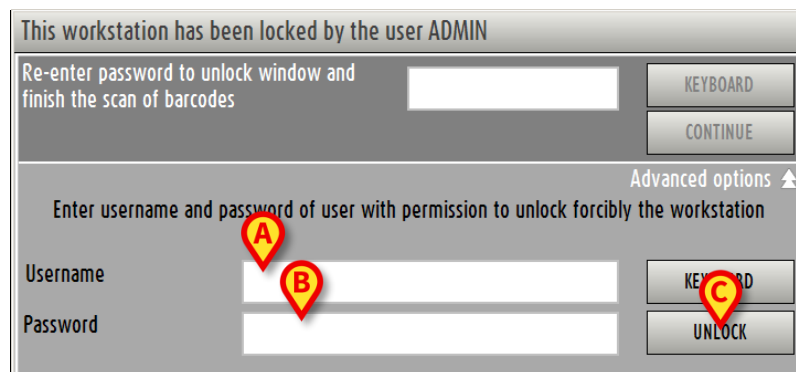 This workstation has been locked by the user ADMIN
Re-enter password to unlock window and
finish the scan of barcodes
KEYBOARD
CONTINUE
Advanced options
Enter username and password of user with permission to unlock forcibly the workstation
A
Username
B
KEYBOARD
C
Password
UNLOCK